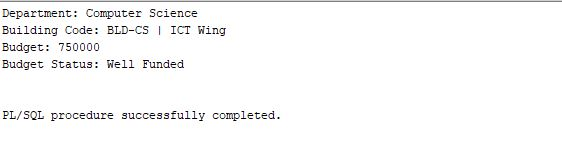 Department: Computer Science
Building Code: BLD-CS | ICT Wing
Budget: 750000
Budget Status: Well Funded
PL/SQL procedure successfully completed.